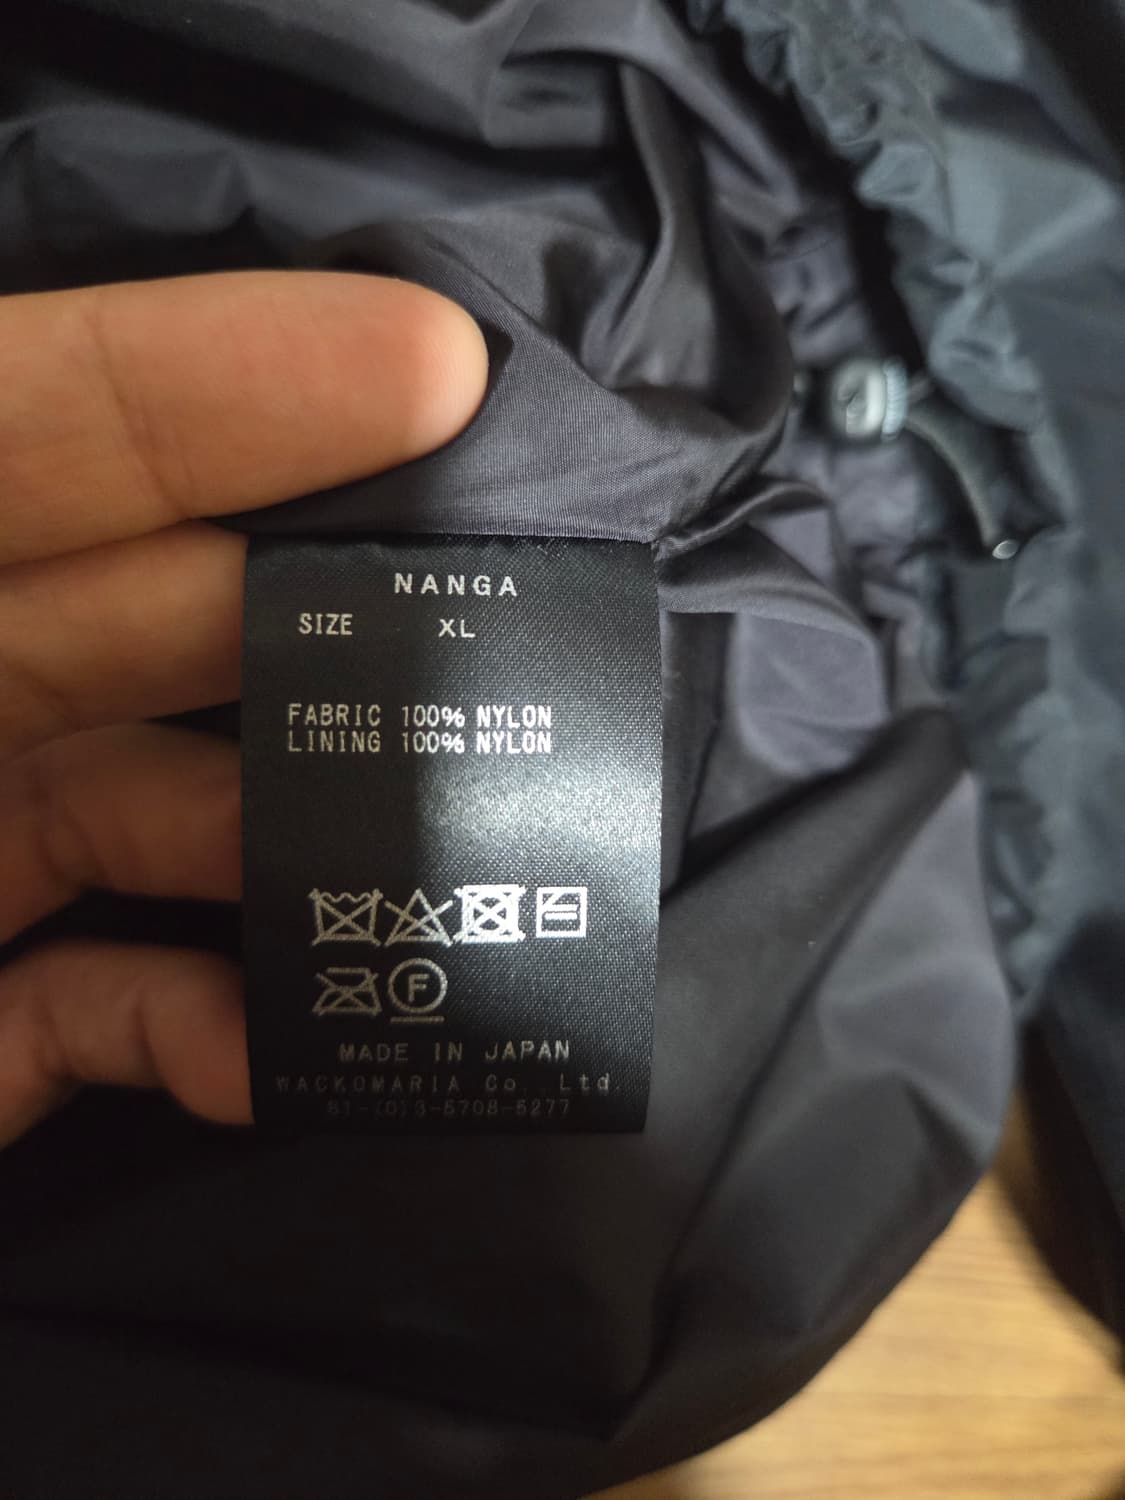 NANGA
SIZE XL
FABRIC 100% NYLON
LINING 100% NYLON
F
MADE IN JAPAN
WACKOMARIA Co. Ltd.
81-(0)3-5708-5277